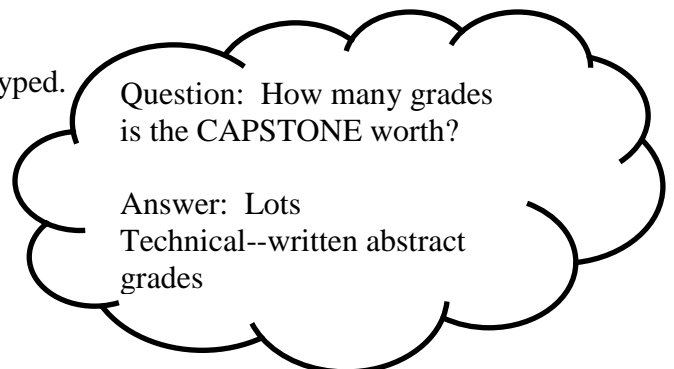 yped.
Question: How many grades
is the CAPSTONE worth?
Answer: Lots
Technical--written abstract
grades